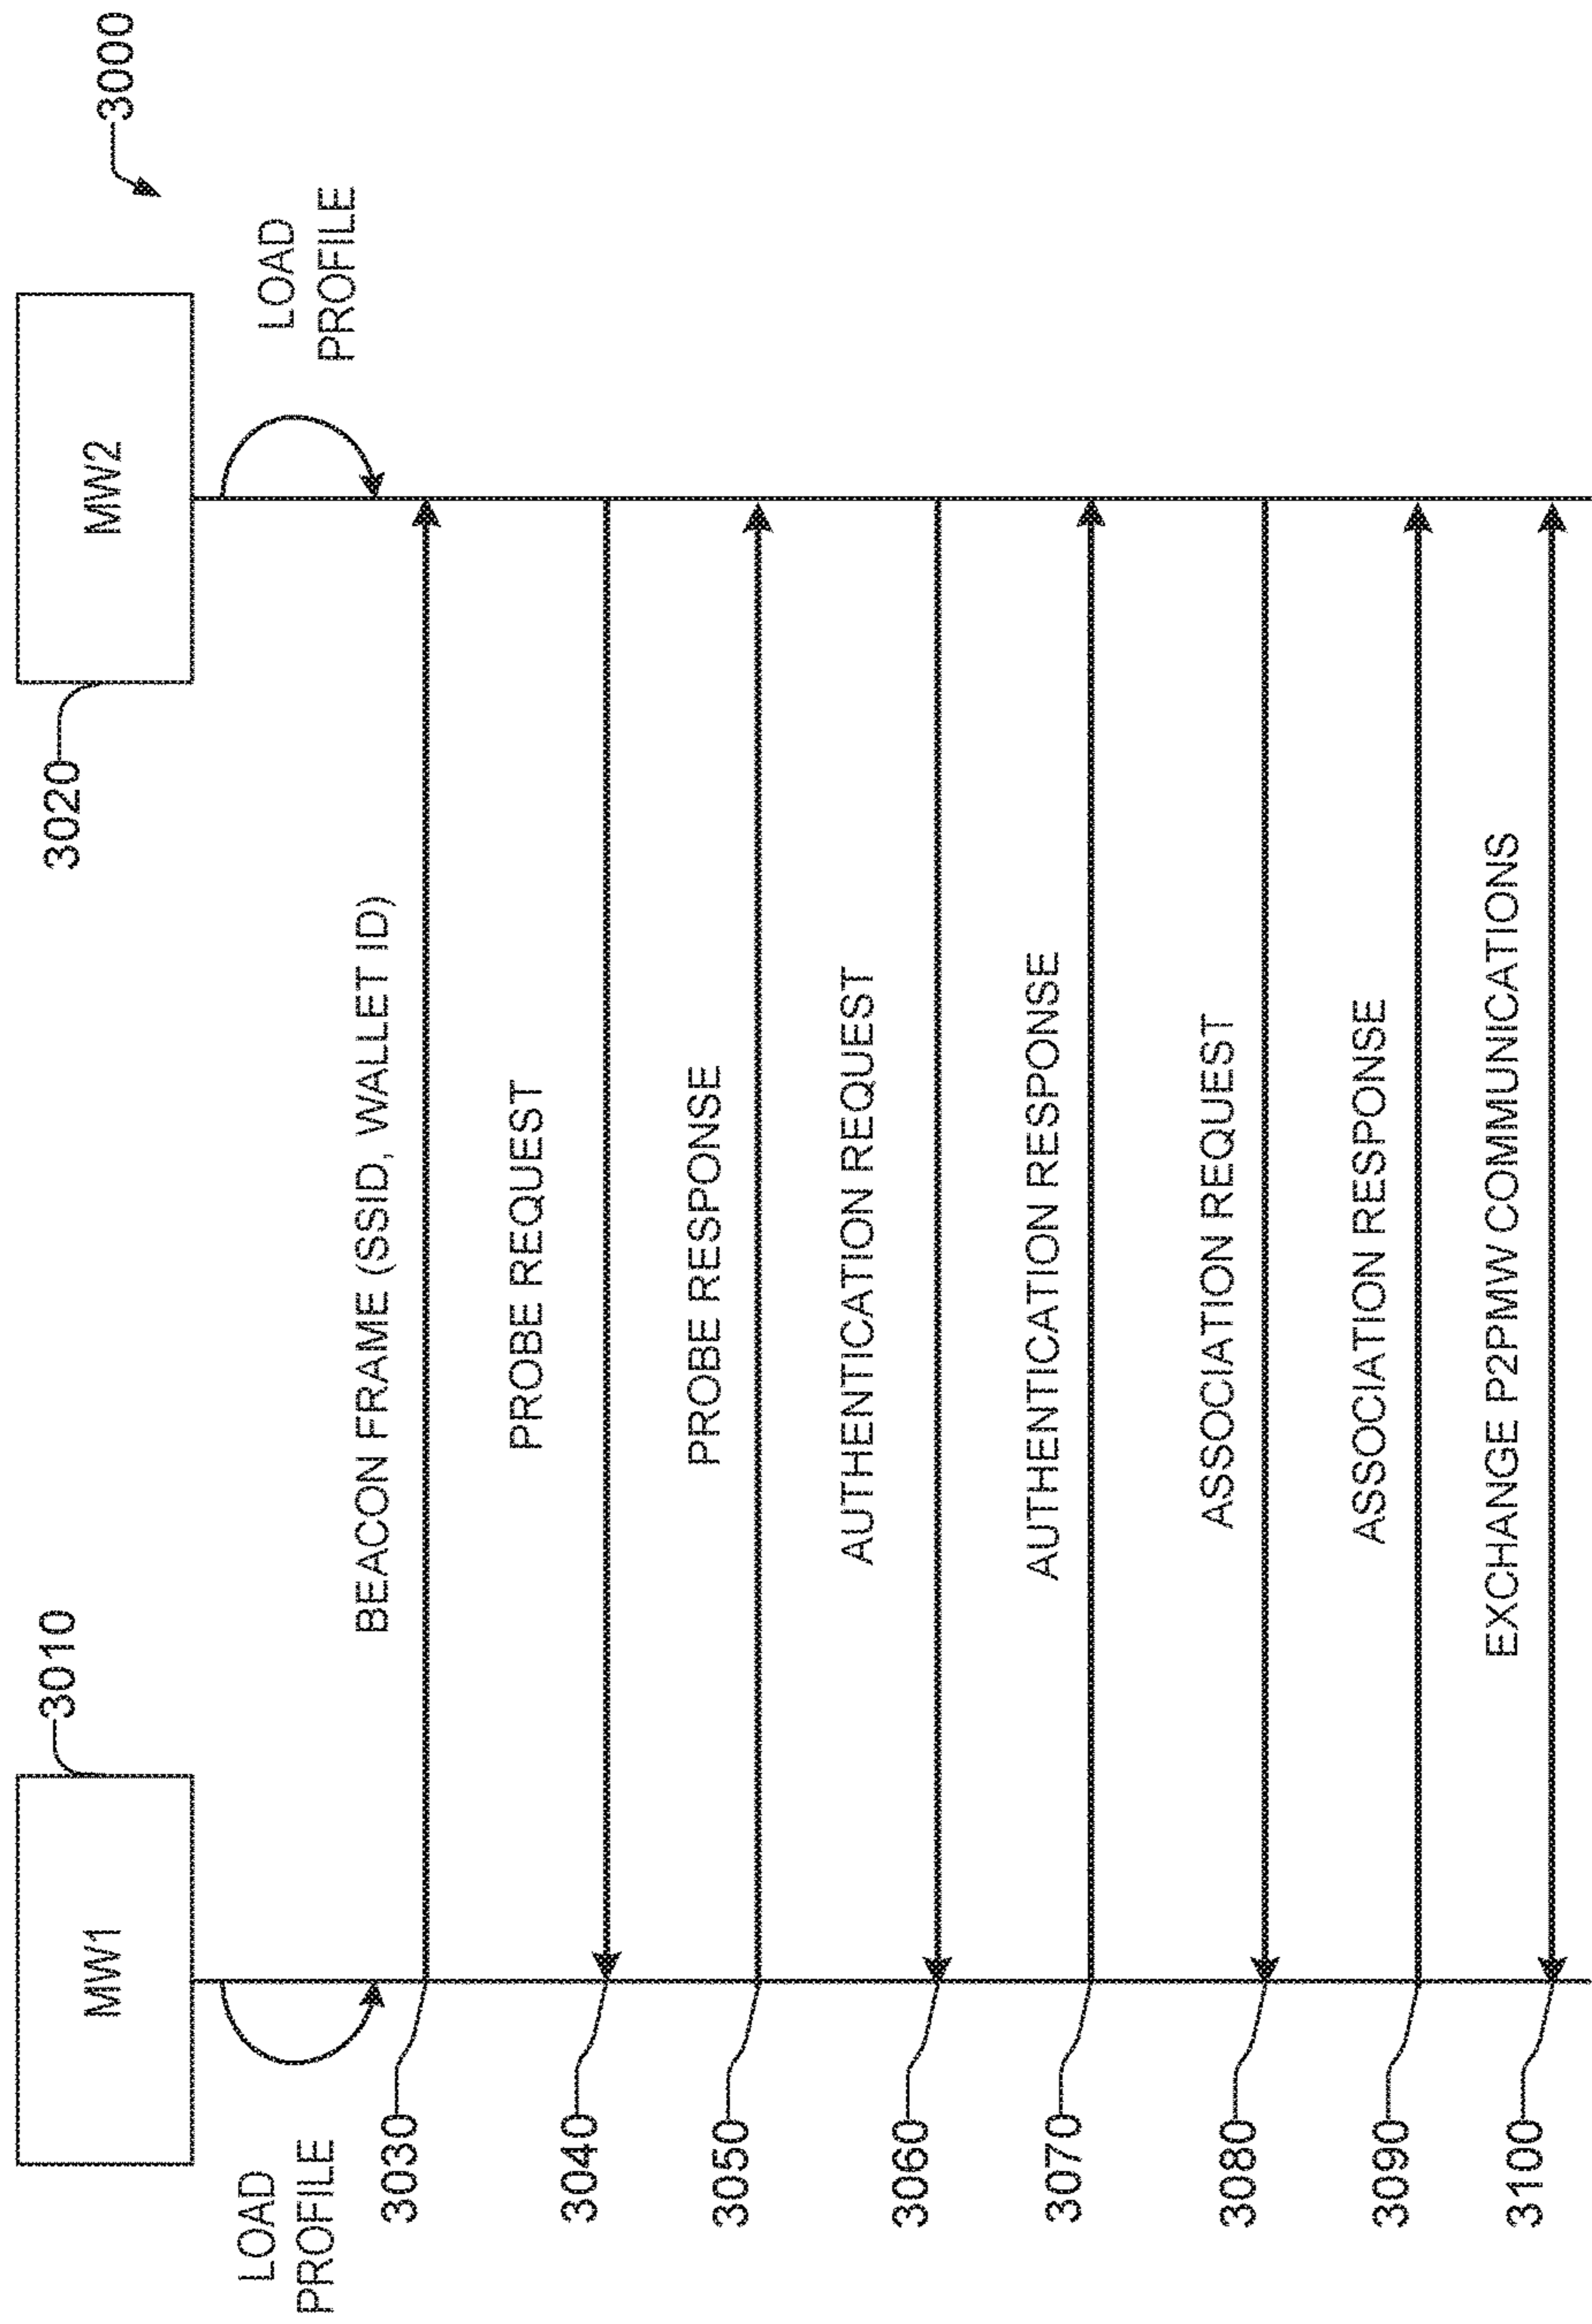 3000
MW1
3010
3020
MW2
LOAD
PROFILE
LOAD
PROFILE
3030
BEACON FRAME (SSID, WALLET ID)
3040
PROBE REQUEST
3050
PROBE RESPONSE
3060
AUTHENTICATION REQUEST
3070
AUTHENTICATION RESPONSE
3080
ASSOCIATION REQUEST
3090
ASSOCIATION RESPONSE
3100
EXCHANGE P2PMW COMMUNICATIONS